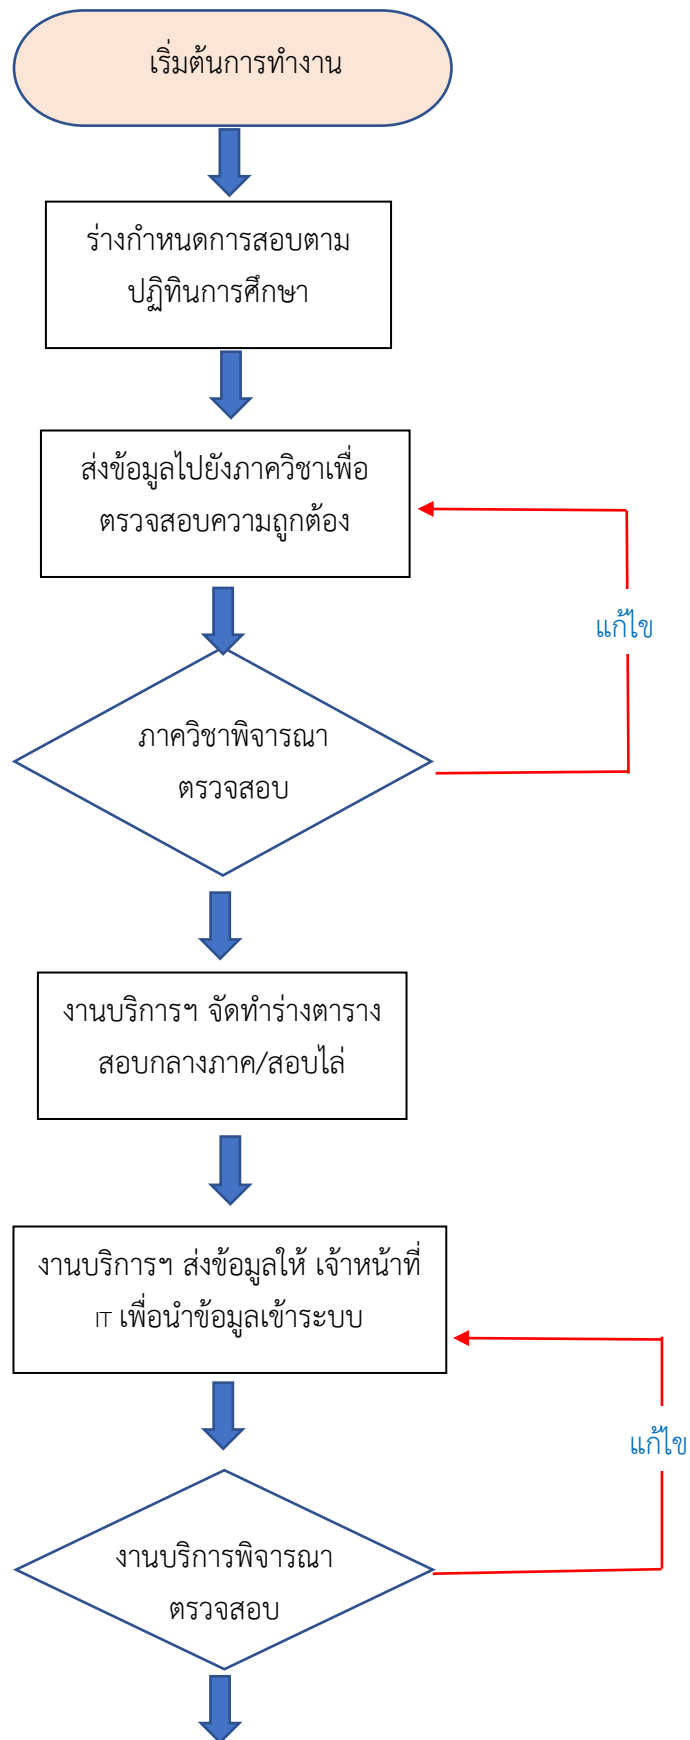 เริ่มต้นการทำงาน
ร่างกำหนดการสอบตาม
ปฏิทินการศึกษา
ส่งข้อมูลไปยังภาควิชาเพื่อ
ตรวจสอบความถูกต้อง
แก้ไข
ภาควิชาพิจารณา
ตรวจสอบ
งานบริการฯ จัดทำร่างตาราง
สอบกลางภาค/สอบไล่
งานบริการฯ ส่งข้อมูลให้ เจ้าหน้าที่
IT เพื่อนำข้อมูลเข้าระบบ
แก้ไข
งานบริการพิจารณา
ตรวจสอบ